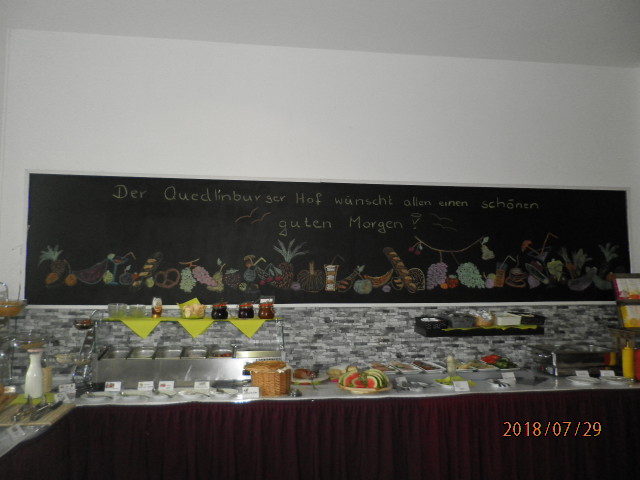 Der Quedlinburger Hof wünscht allen einen schönen
guten Morgen!
2018/07/29